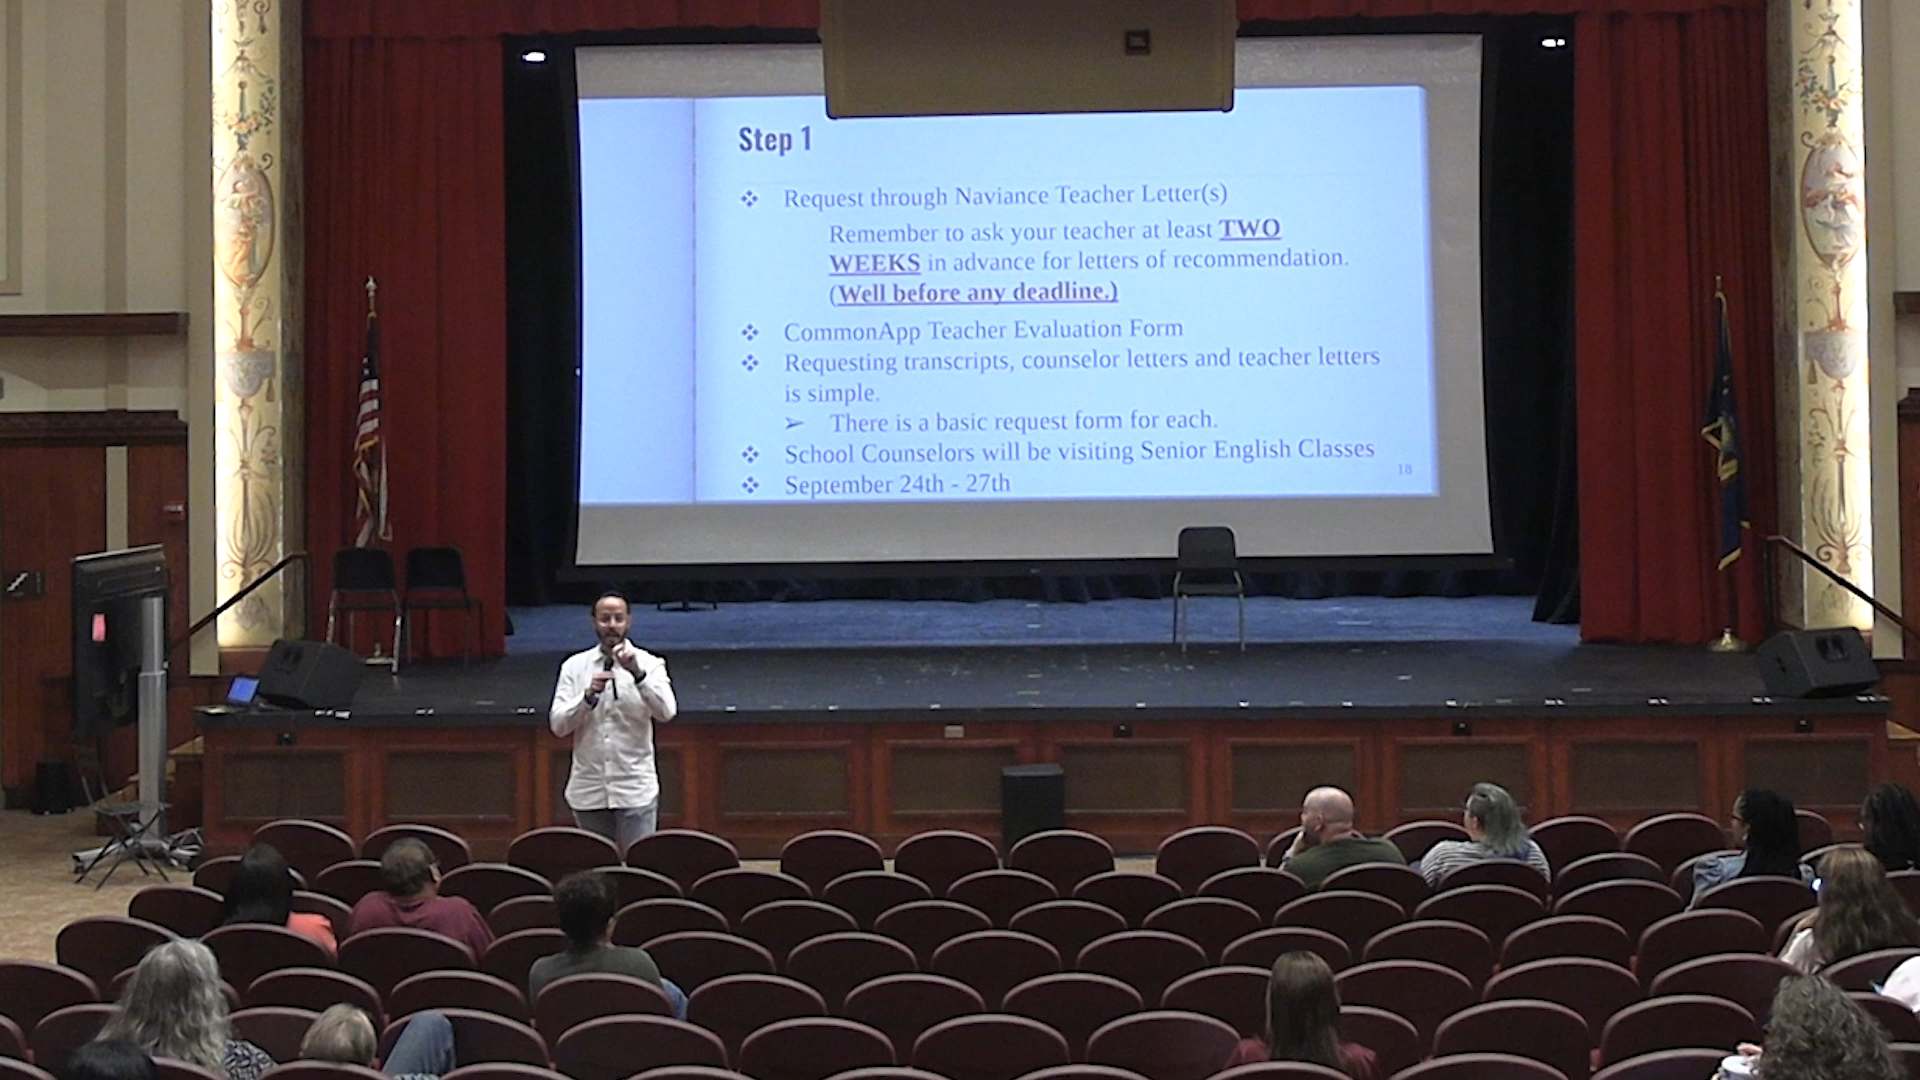 Step 1
❖ Request through Naviance Teacher Letter(s)
Remember to ask your teacher at least TWO
WEEKS in advance for letters of recommendation.
(Well before any deadline.)
❖ CommonApp Teacher Evaluation Form
❖ Requesting transcripts, counselor letters and teacher letters
is simple.
➢ There is a basic request form for each.
❖ School Counselors will be visiting Senior English Classes
18
❖ September 24th - 27th